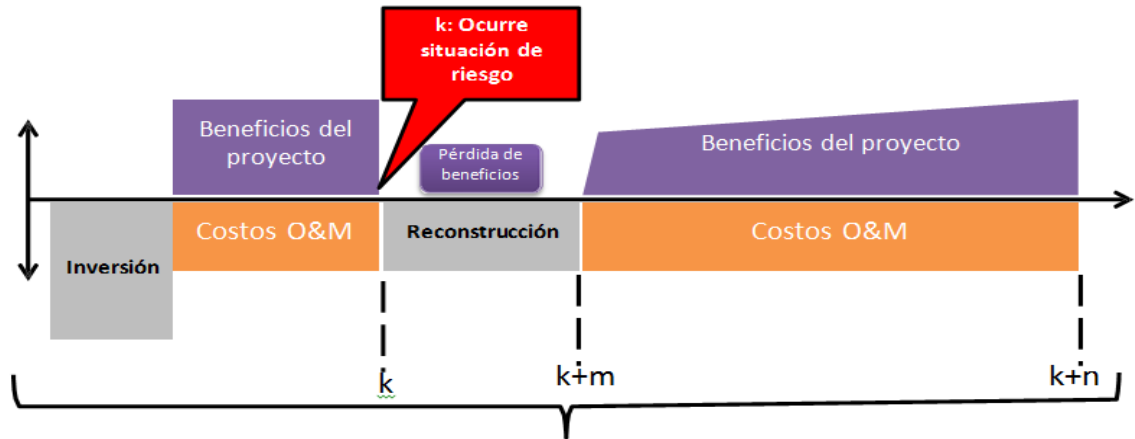 k: Ocurre
situación de
riesgo
Beneficios del
proyecto
Pérdida de
beneficios
Beneficios del proyecto
Inversión
Costos O&M
Reconstrucción
Costos O&M
k
k+m
k+n